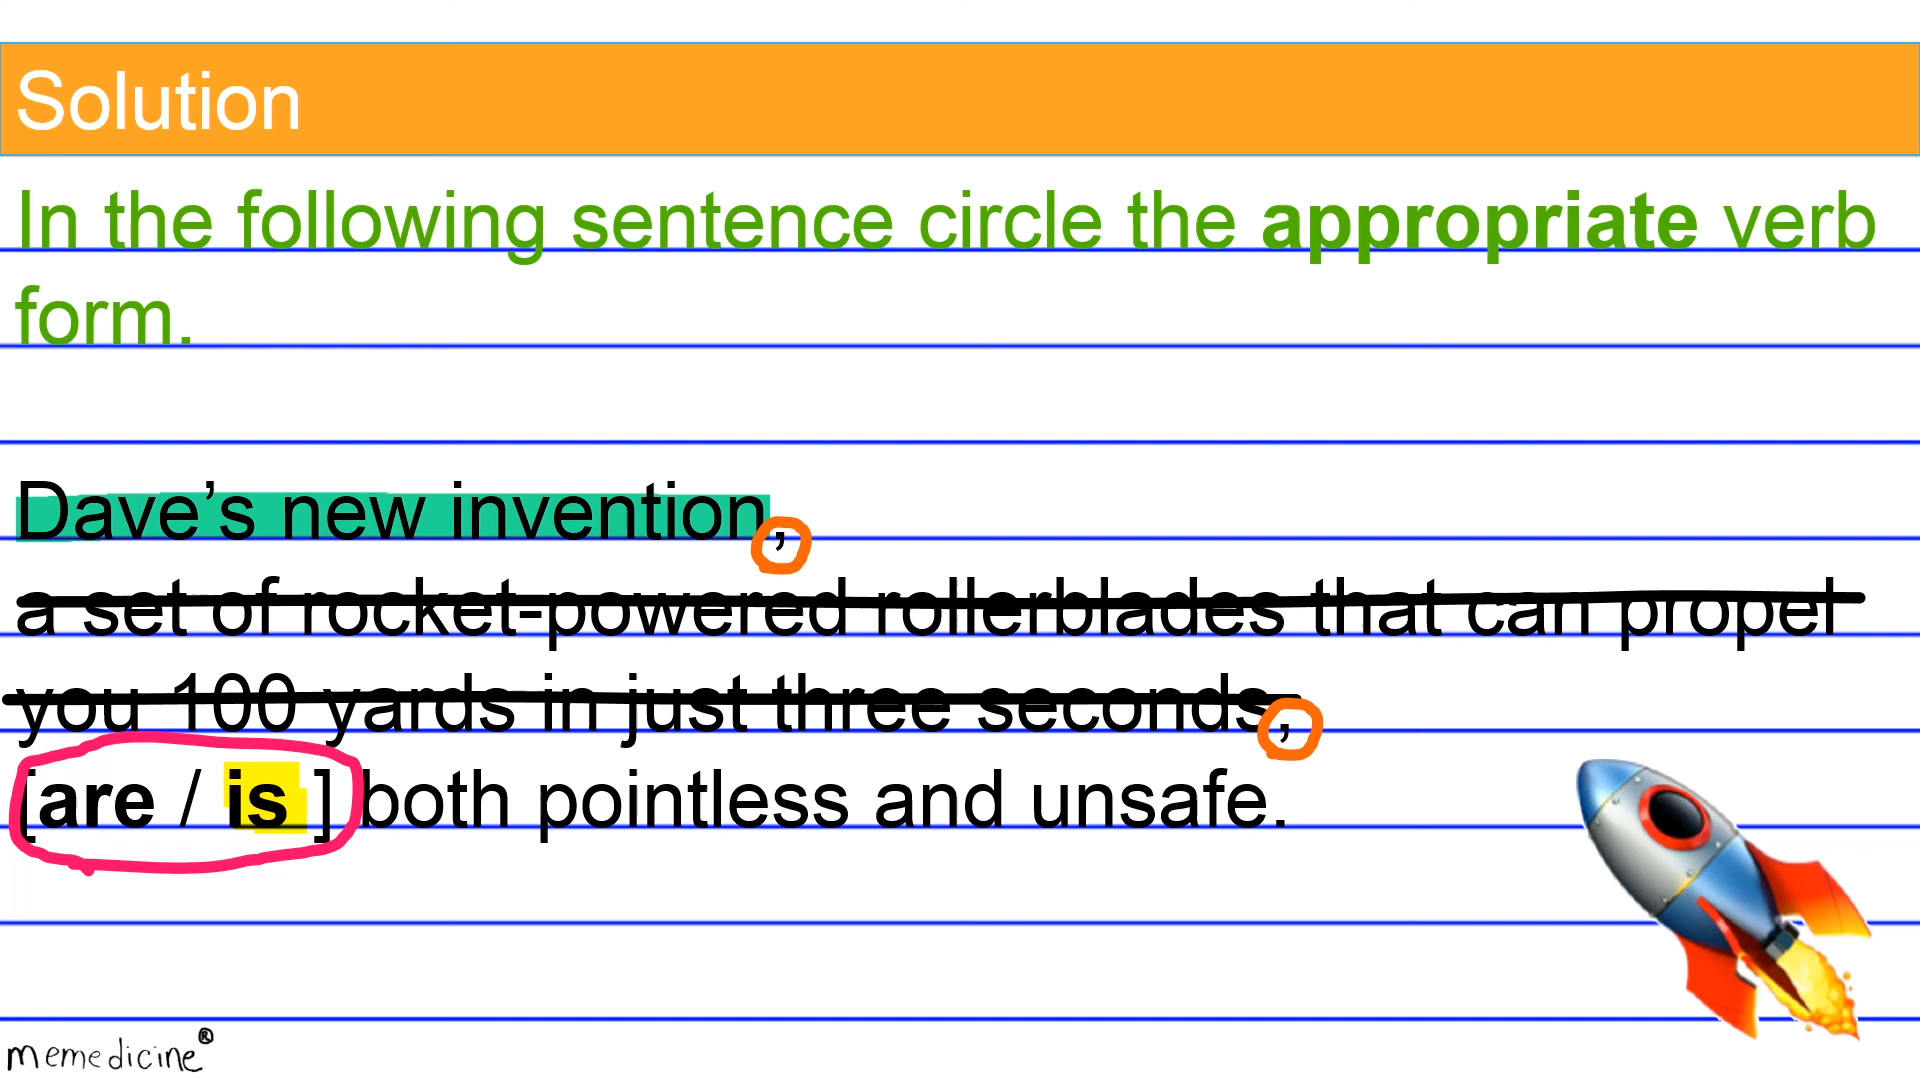 Solution
In the following sentence circle the appropriate verb
form.
Dave’s new invention,
a set of rocket-powered rollerblades that can propel
you 100 yards in just three seconds,
[are / is ] both pointless and unsafe.
memedicine®